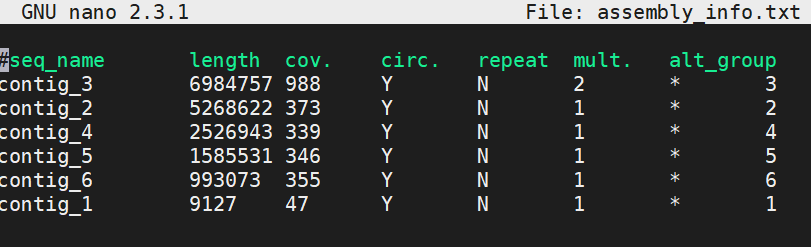 GNU nano 2.3.1 File: assembly_info.txt
#seq_name length cov. circ. repeat mult. alt_group
contig_3 6984757 988 Y N 2 * 3
contig_2 5268622 373 Y N 1 * 2
contig_4 2526943 339 Y N 1 * 4
contig_5 1585531 346 Y N 1 * 5
contig_6 993073 355 Y N 1 * 6
contig_1 9127 47 Y N 1 * 1